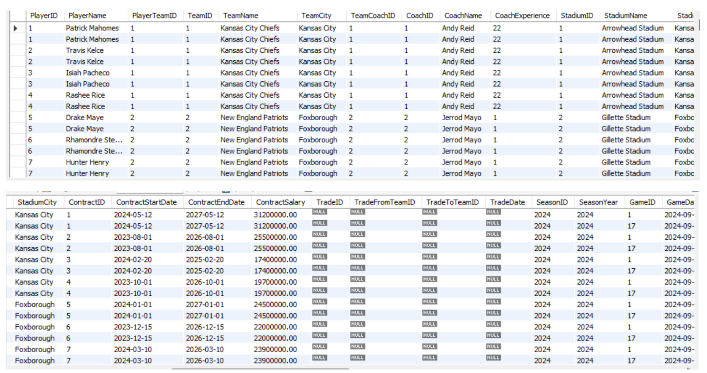 PlayerID PlayerName PlayerTeamID TeamID TeamName TeamCity TeamCoachID CoachID CoachName CoachExperience StadiumID StadiumName Stadi
1 Patrick Mahomes 1 1 Kansas City Chiefs Kansas City 1 1 Andy Reid 22 1 Arrowhead Stadium Kansa
1 Patrick Mahomes 1 1 Kansas City Chiefs Kansas City 1 1 Andy Reid 22 1 Arrowhead Stadium Kansa
2 Travis Kelce 1 1 Kansas City Chiefs Kansas City 1 1 Andy Reid 22 1 Arrowhead Stadium Kansa
2 Travis Kelce 1 1 Kansas City Chiefs Kansas City 1 1 Andy Reid 22 1 Arrowhead Stadium Kansa
3 Isiah Pacheco 1 1 Kansas City Chiefs Kansas City 1 1 Andy Reid 22 1 Arrowhead Stadium Kansa
3 Isiah Pacheco 1 1 Kansas City Chiefs Kansas City 1 1 Andy Reid 22 1 Arrowhead Stadium Kansa
4 Rashee Rice 1 1 Kansas City Chiefs Kansas City 1 1 Andy Reid 22 1 Arrowhead Stadium Kansa
4 Rashee Rice 1 1 Kansas City Chiefs Kansas City 1 1 Andy Reid 22 1 Arrowhead Stadium Kansa
5 Drake Maye 2 2 New England Patriots Foxborough 2 2 Jerrod Mayo 1 2 Gillette Stadium Foxbo
5 Drake Maye 2 2 New England Patriots Foxborough 2 2 Jerrod Mayo 1 2 Gillette Stadium Foxbo
6 Rhamondre Ste... 2 2 New England Patriots Foxborough 2 2 Jerrod Mayo 1 2 Gillette Stadium Foxbo
6 Rhamondre Ste... 2 2 New England Patriots Foxborough 2 2 Jerrod Mayo 1 2 Gillette Stadium Foxbo
7 Hunter Henry 2 2 New England Patriots Foxborough 2 2 Jerrod Mayo 1 2 Gillette Stadium Foxbo
7 Hunter Henry 2 2 New England Patriots Foxborough 2 2 Jerrod Mayo 1 2 Gillette Stadium Foxbo
StadiumCity ContractID ContractStartDate ContractEndDate ContractSalary TradeID TradeFromTeamID TradeToTeamID TradeDate SeasonID SeasonYear GameID GameDa
Kansas City 1 2024-05-12 2027-05-12 31200000.00 NULL NULL NULL NULL 2024 2024 1 2024-09-
Kansas City 1 2024-05-12 2027-05-12 31200000.00 NULL NULL NULL NULL 2024 2024 17 2024-09-
Kansas City 2 2023-08-01 2026-08-01 25500000.00 NULL NULL NULL NULL 2024 2024 1 2024-09-
Kansas City 2 2023-08-01 2026-08-01 25500000.00 NULL NULL NULL NULL 2024 2024 17 2024-09-
Kansas City 3 2024-02-20 2025-02-20 17400000.00 NULL NULL NULL NULL 2024 2024 1 2024-09-
Kansas City 3 2024-02-20 2025-02-20 17400000.00 NULL NULL NULL NULL 2024 2024 17 2024-09-
Kansas City 4 2023-10-01 2026-10-01 19700000.00 NULL NULL NULL NULL 2024 2024 1 2024-09-
Kansas City 4 2023-10-01 2026-10-01 19700000.00 NULL NULL NULL NULL 2024 2024 17 2024-09-
Foxborough 5 2024-01-01 2027-01-01 24500000.00 NULL NULL NULL NULL 2024 2024 1 2024-09-
Foxborough 5 2024-01-01 2027-01-01 24500000.00 NULL NULL NULL NULL 2024 2024 17 2024-09-
Foxborough 6 2023-12-15 2026-12-15 22000000.00 NULL NULL NULL NULL 2024 2024 1 2024-09-
Foxborough 6 2023-12-15 2026-12-15 22000000.00 NULL NULL NULL NULL 2024 2024 17 2024-09-
Foxborough 7 2024-03-10 2026-03-10 23900000.00 NULL NULL NULL NULL 2024 2024 1 2024-09-
Foxborough 7 2024-03-10 2026-03-10 23900000.00 NULL NULL NULL NULL 2024 2024 17 2024-09-